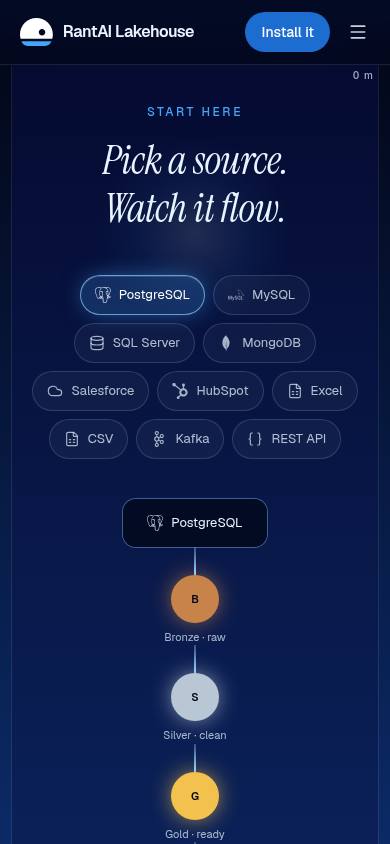 RantAI Lakehouse
Install it
0 m
START HERE
Pick a source.
Watch it flow.
PostgreSQL
MySQL
MySQL
SQL Server
MongoDB
Salesforce
HubSpot
Excel
CSV
Kafka
{ } REST API
PostgreSQL
B
Bronze · raw
S
Silver · clean
G
Gold · ready